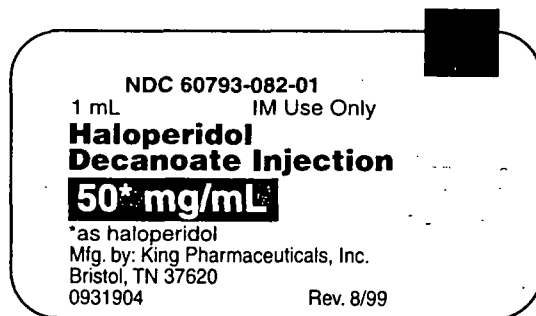 NDC 60793-082-01
1 mL IM Use Only
Haloperidol
Decanoate Injection
50* mg/mL
*as haloperidol
Mfg. by: King Pharmaceuticals, Inc.
Bristol, TN 37620
0931904 Rev. 8/99